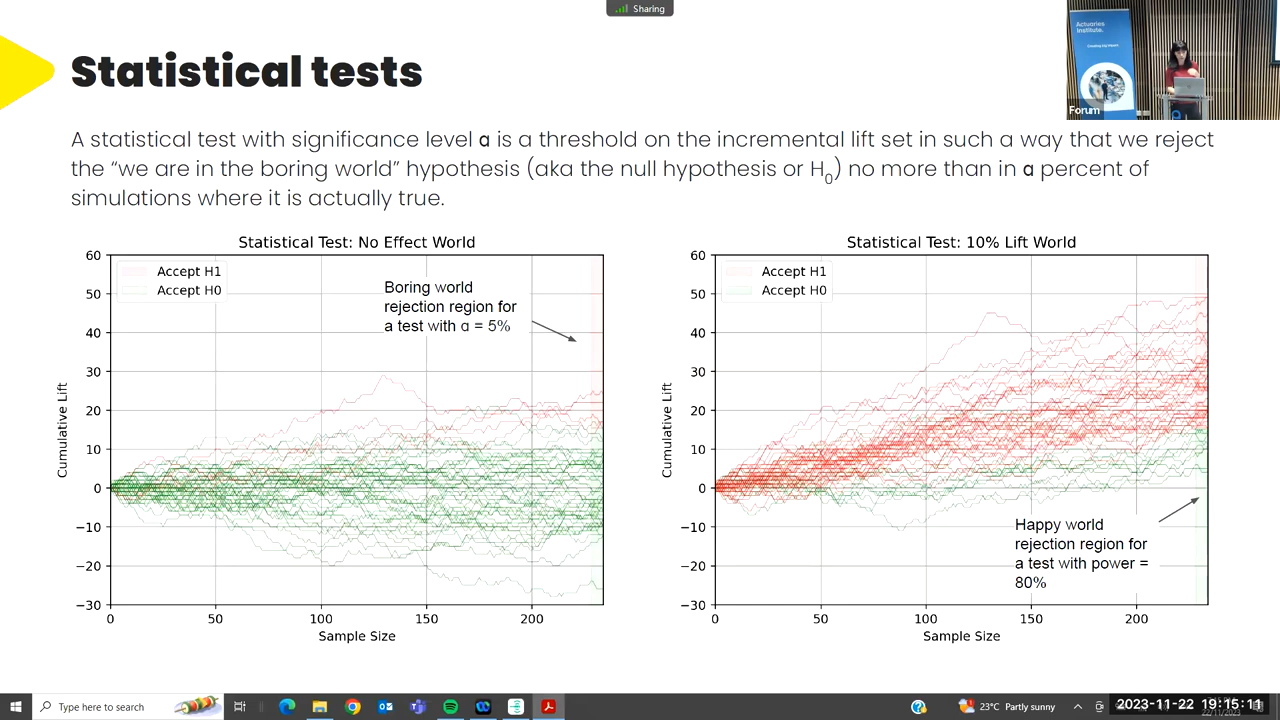 Sharing
Actuaries
Institute.
Forum
Statistical tests
A statistical test with significance level α is a threshold on the incremental lift set in such a way that we reject
the “we are in the boring world” hypothesis (aka the null hypothesis or H0) no more than in α percent of
simulations where it is actually true.
Statistical Test: No Effect World
60
50
40
30
20
10
0
−10
−20
−30
Cumulative Lift
Accept H1
Accept H0
Boring world
rejection region for
a test with α = 5%
0 50 100 150 200
Sample Size
Statistical Test: 10% Lift World
60
50
40
30
20
10
0
−10
−20
−30
Cumulative Lift
Accept H1
Accept H0
Happy world
rejection region for
a test with power =
80%
0 50 100 150 200
Sample Size
Type here to search
23°C Partly sunny
2023-11-22 19:15:11